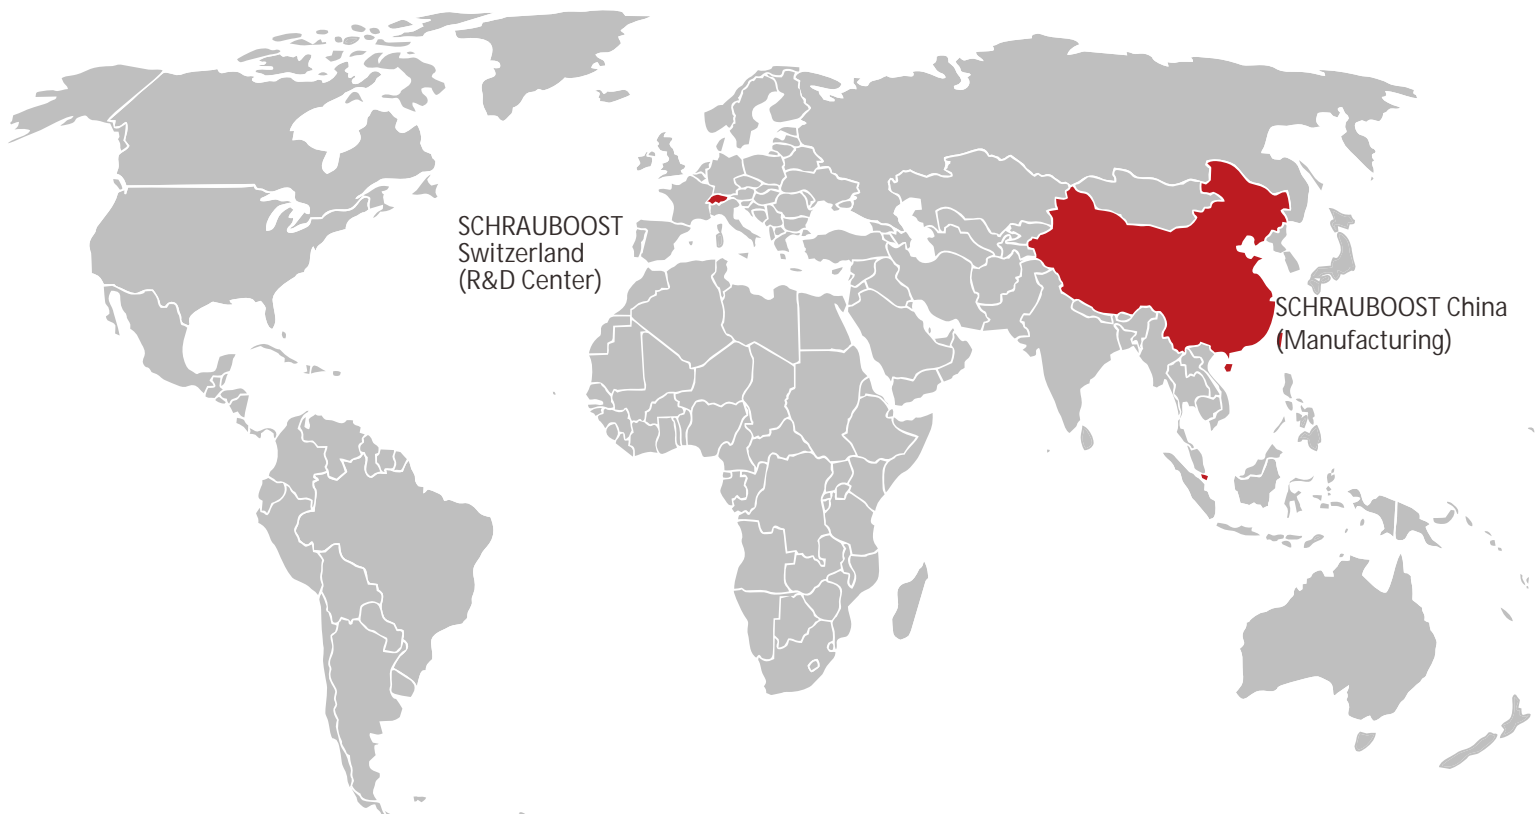 SCHRAUBOOST
Switzerland
(R&D Center)
SCHRAUBOOST China
(Manufacturing)